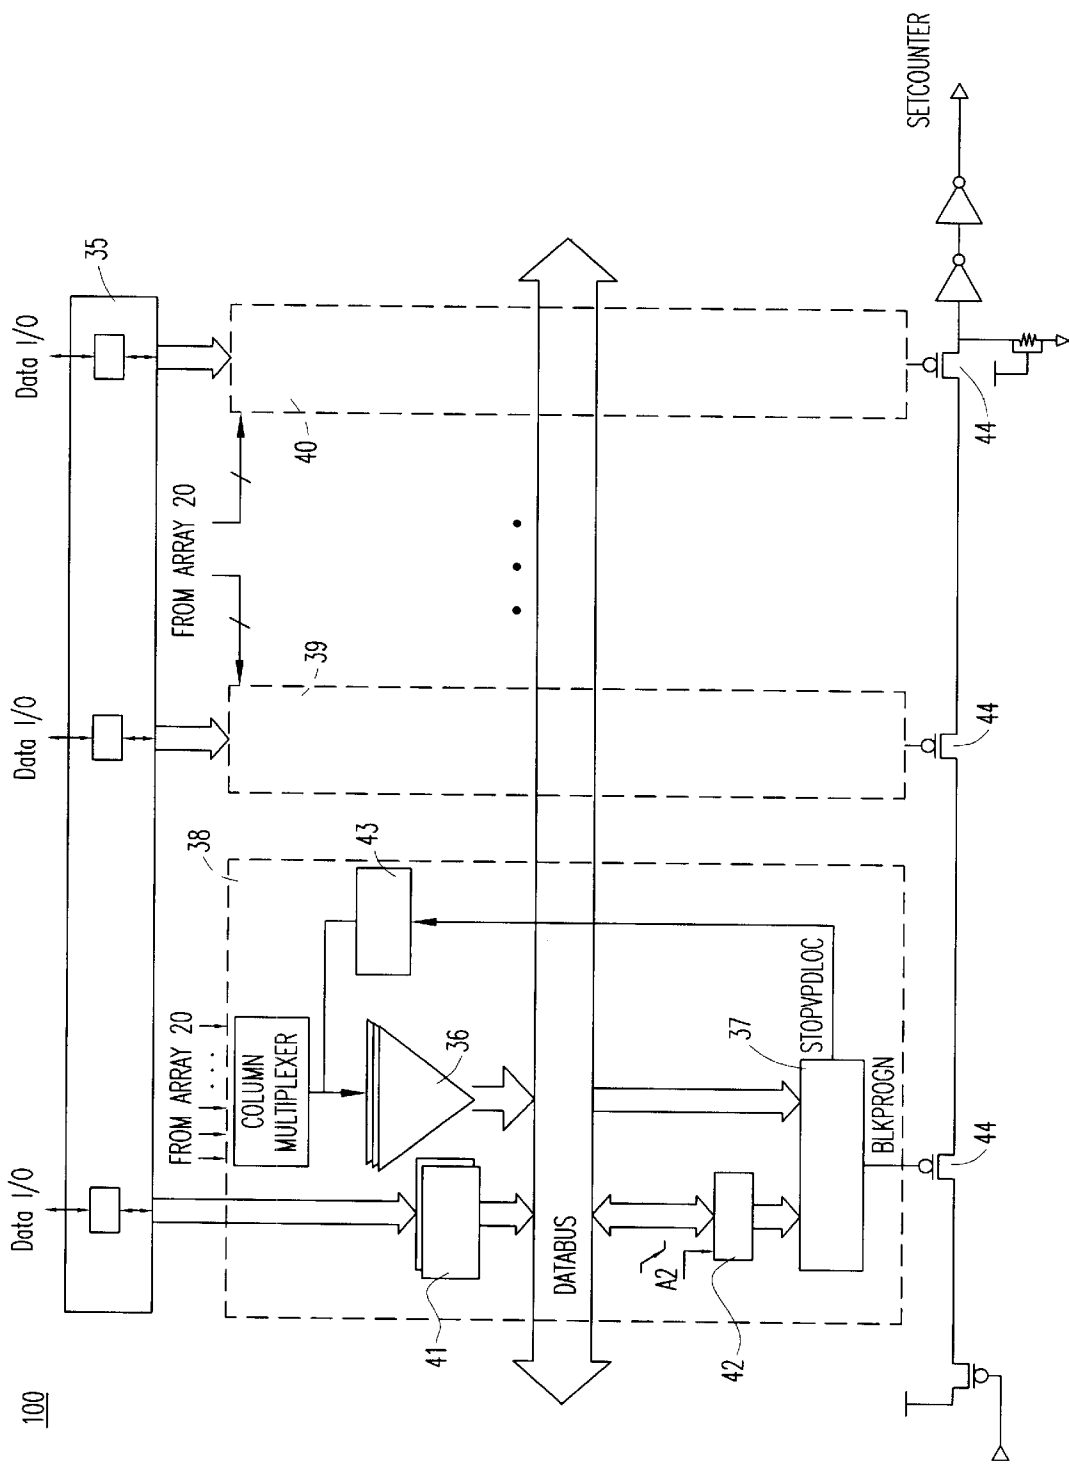 100
Data I/O
Data I/O
Data I/O
35
FROM ARRAY 20
FROM ARRAY 20
38
39
40
COLUMN
MULTIPLEXER
43
36
41
DATABUS
A2
42
37
STOPVPDLOC
BLKPROGN
44
44
44
SETCOUNTER